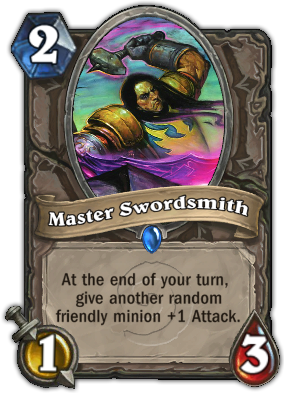 2
Master Swordsmith
At the end of your turn,
give another random
friendly minion +1 Attack.
1
3